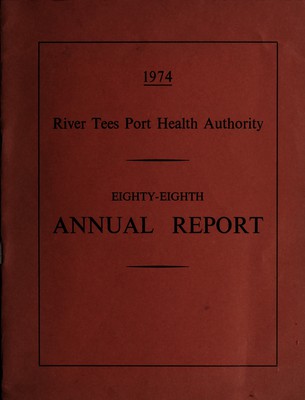 1974
River Tees Port Health Authority
EIGHTY-EIGHTH
ANNUAL REPORT